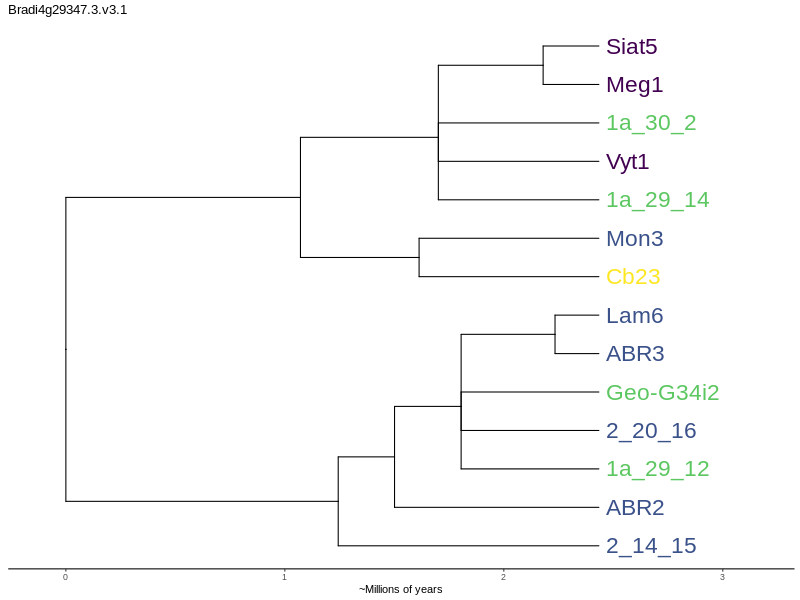 Bradi4g29347.3.v3.1
Siat5
Meg1
1a_30_2
Vyt1
1a_29_14
Mon3
Cb23
Lam6
ABR3
Geo-G34i2
2_20_16
1a_29_12
ABR2
2_14_15
0 1 2 3
~Millions of years